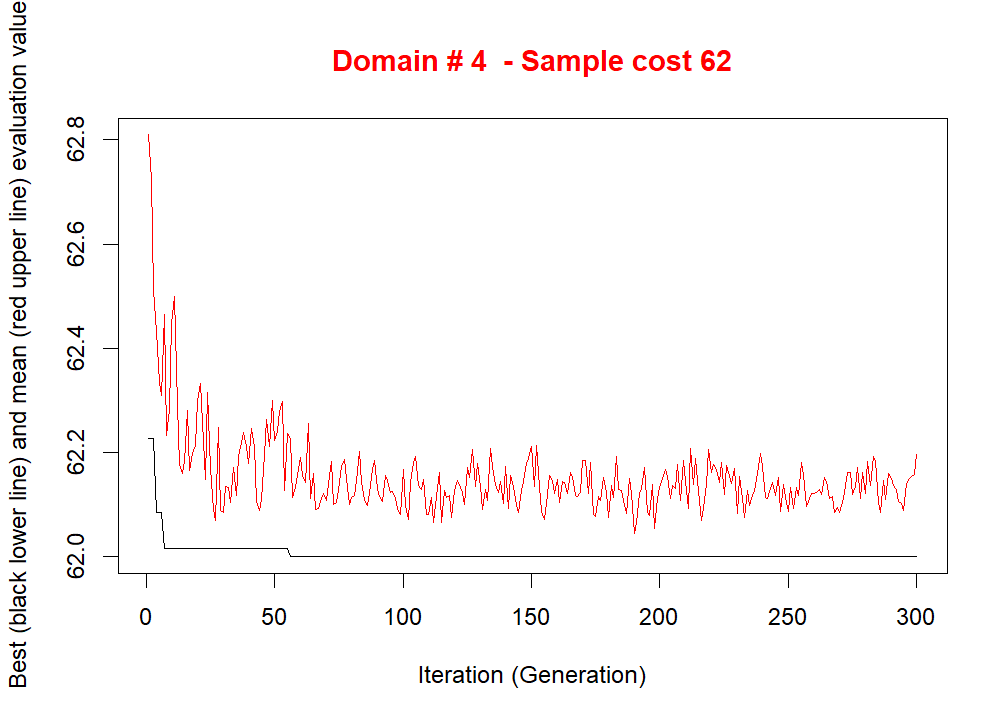 Domain # 4  - Sample cost 62
Best (black lower line) and mean (red upper line) evaluation value
62.8
62.6
62.4
62.2
62.0
0 50 100 150 200 250 300
Iteration (Generation)